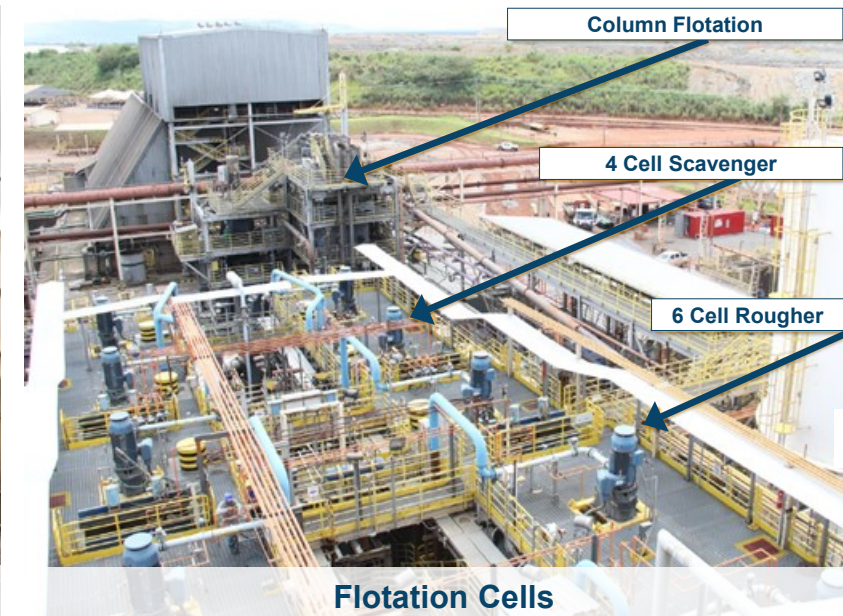 Column Flotation
4 Cell Scavenger
6 Cell Rougher
Flotation Cells